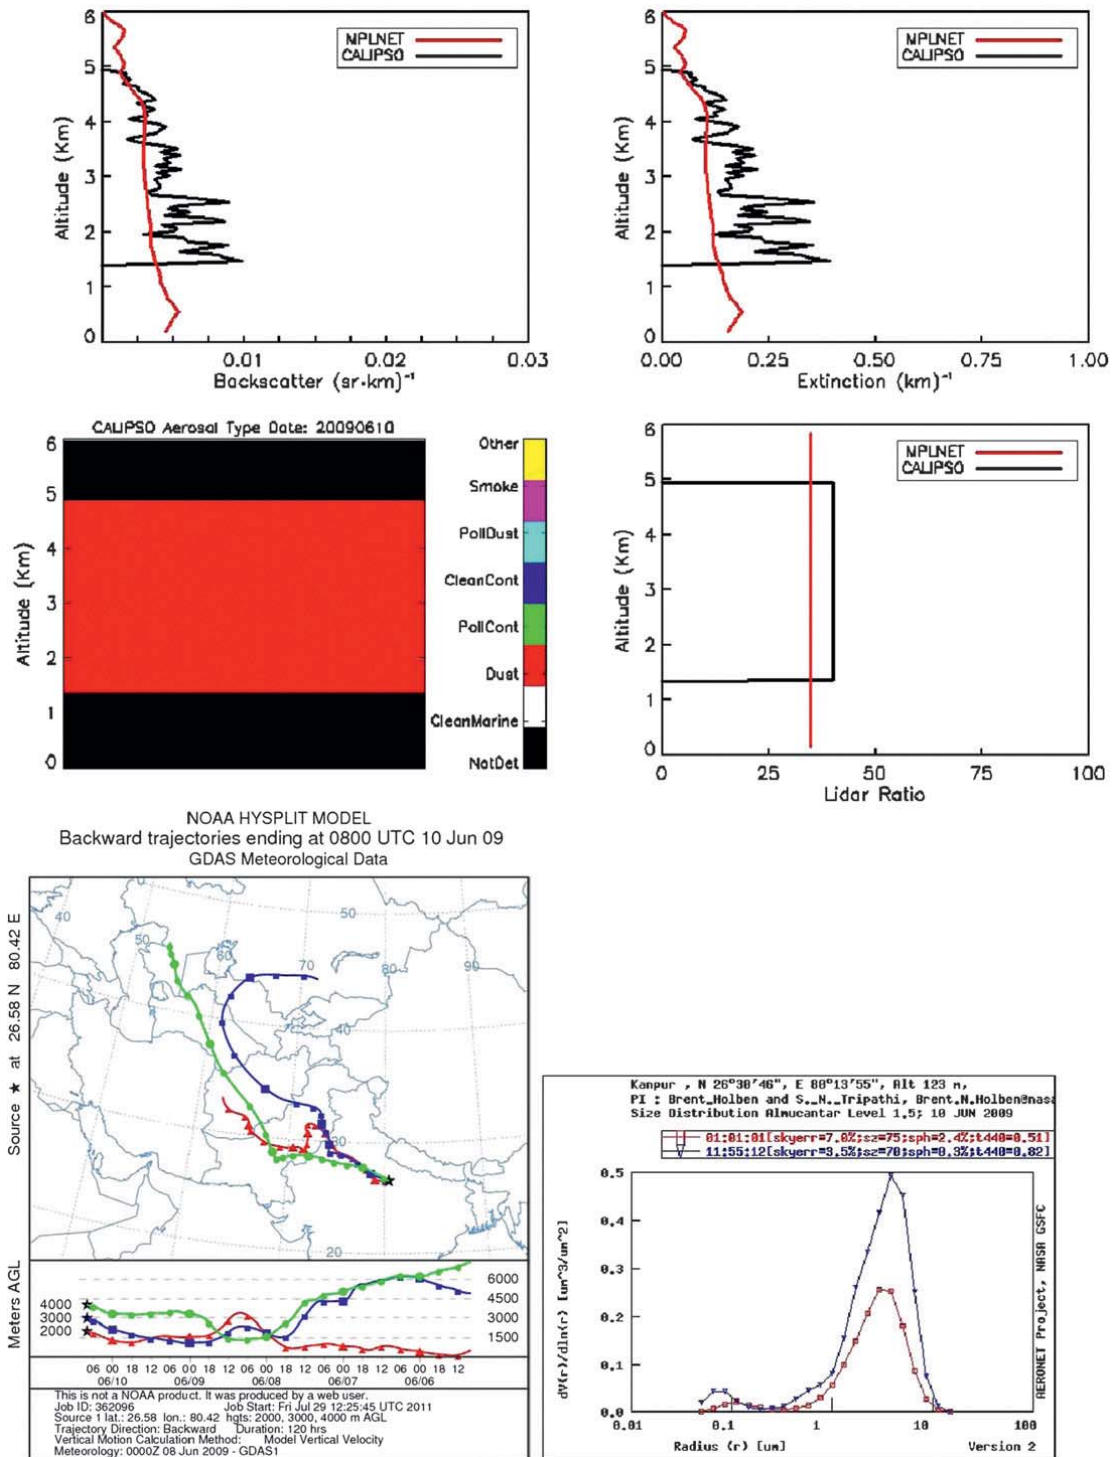 6
5
4
3
2
1
0
Altitude (Km)
MPLNET
CALIPSO
0.01 0.02 0.03
Backscatter (sr·km)⁻¹
6
5
4
3
2
1
0
Altitude (Km)
MPLNET
CALIPSO
0.00 0.25 0.50 0.75 1.00
Extinction (km)⁻¹
CALIPSO Aerosol Type Date: 20090610
6
5
4
3
2
1
0
Altitude (Km)
Other
Smoke
PollDust
CleanCont
PollCont
Dust
CleanMarine
NotDet
6
5
4
3
2
1
0
Altitude (Km)
MPLNET
CALIPSO
0 25 50 75 100
Lidar Ratio
NOAA HYSPLIT MODEL
Backward trajectories ending at 0800 UTC 10 Jun 09
GDAS Meteorological Data
Source ★ at 26.58 N 80.42 E
40 50 60 70 80 90
50
40
30
20
Meters AGL
4000
3000
2000
6000
4500
3000
1500
06 00 18 12 06 00 18 12 06 00 18 12 06 00 18 12 06 00 18 12
06/10 06/09 06/08 06/07 06/06
This is not a NOAA product. It was produced by a web user.
Job ID: 362096 Job Start: Fri Jul 29 12:25:45 UTC 2011
Source 1 lat.: 26.58 lon.: 80.42 hgts: 2000, 3000, 4000 m AGL
Trajectory Direction: Backward Duration: 120 hrs
Vertical Motion Calculation Method: Model Vertical Velocity
Meteorology: 0000Z 08 Jun 2009 - GDAS1
Kanpur , N 26°30'46", E 80°13'55", Alt 123 m,
PI : Brent_Holben and S._N._Tripathi, Brent.N.Holben@nasa
Size Distribution Almucantar Level 1.5; 10 JUN 2009
01:01:01[skyerr=7.0%;sz=75;sph=2.4%;t440=0.51]
11:55:12[skyerr=3.5%;sz=70;sph=0.3%;t440=0.82]
dV(r)/dln(r) [um^3/um^2]
0.5
0.4
0.3
0.2
0.1
0.0
0.01 0.1 1 10 100
Radius (r) [um]
Version 2
AERONET Project, NASA GSFC